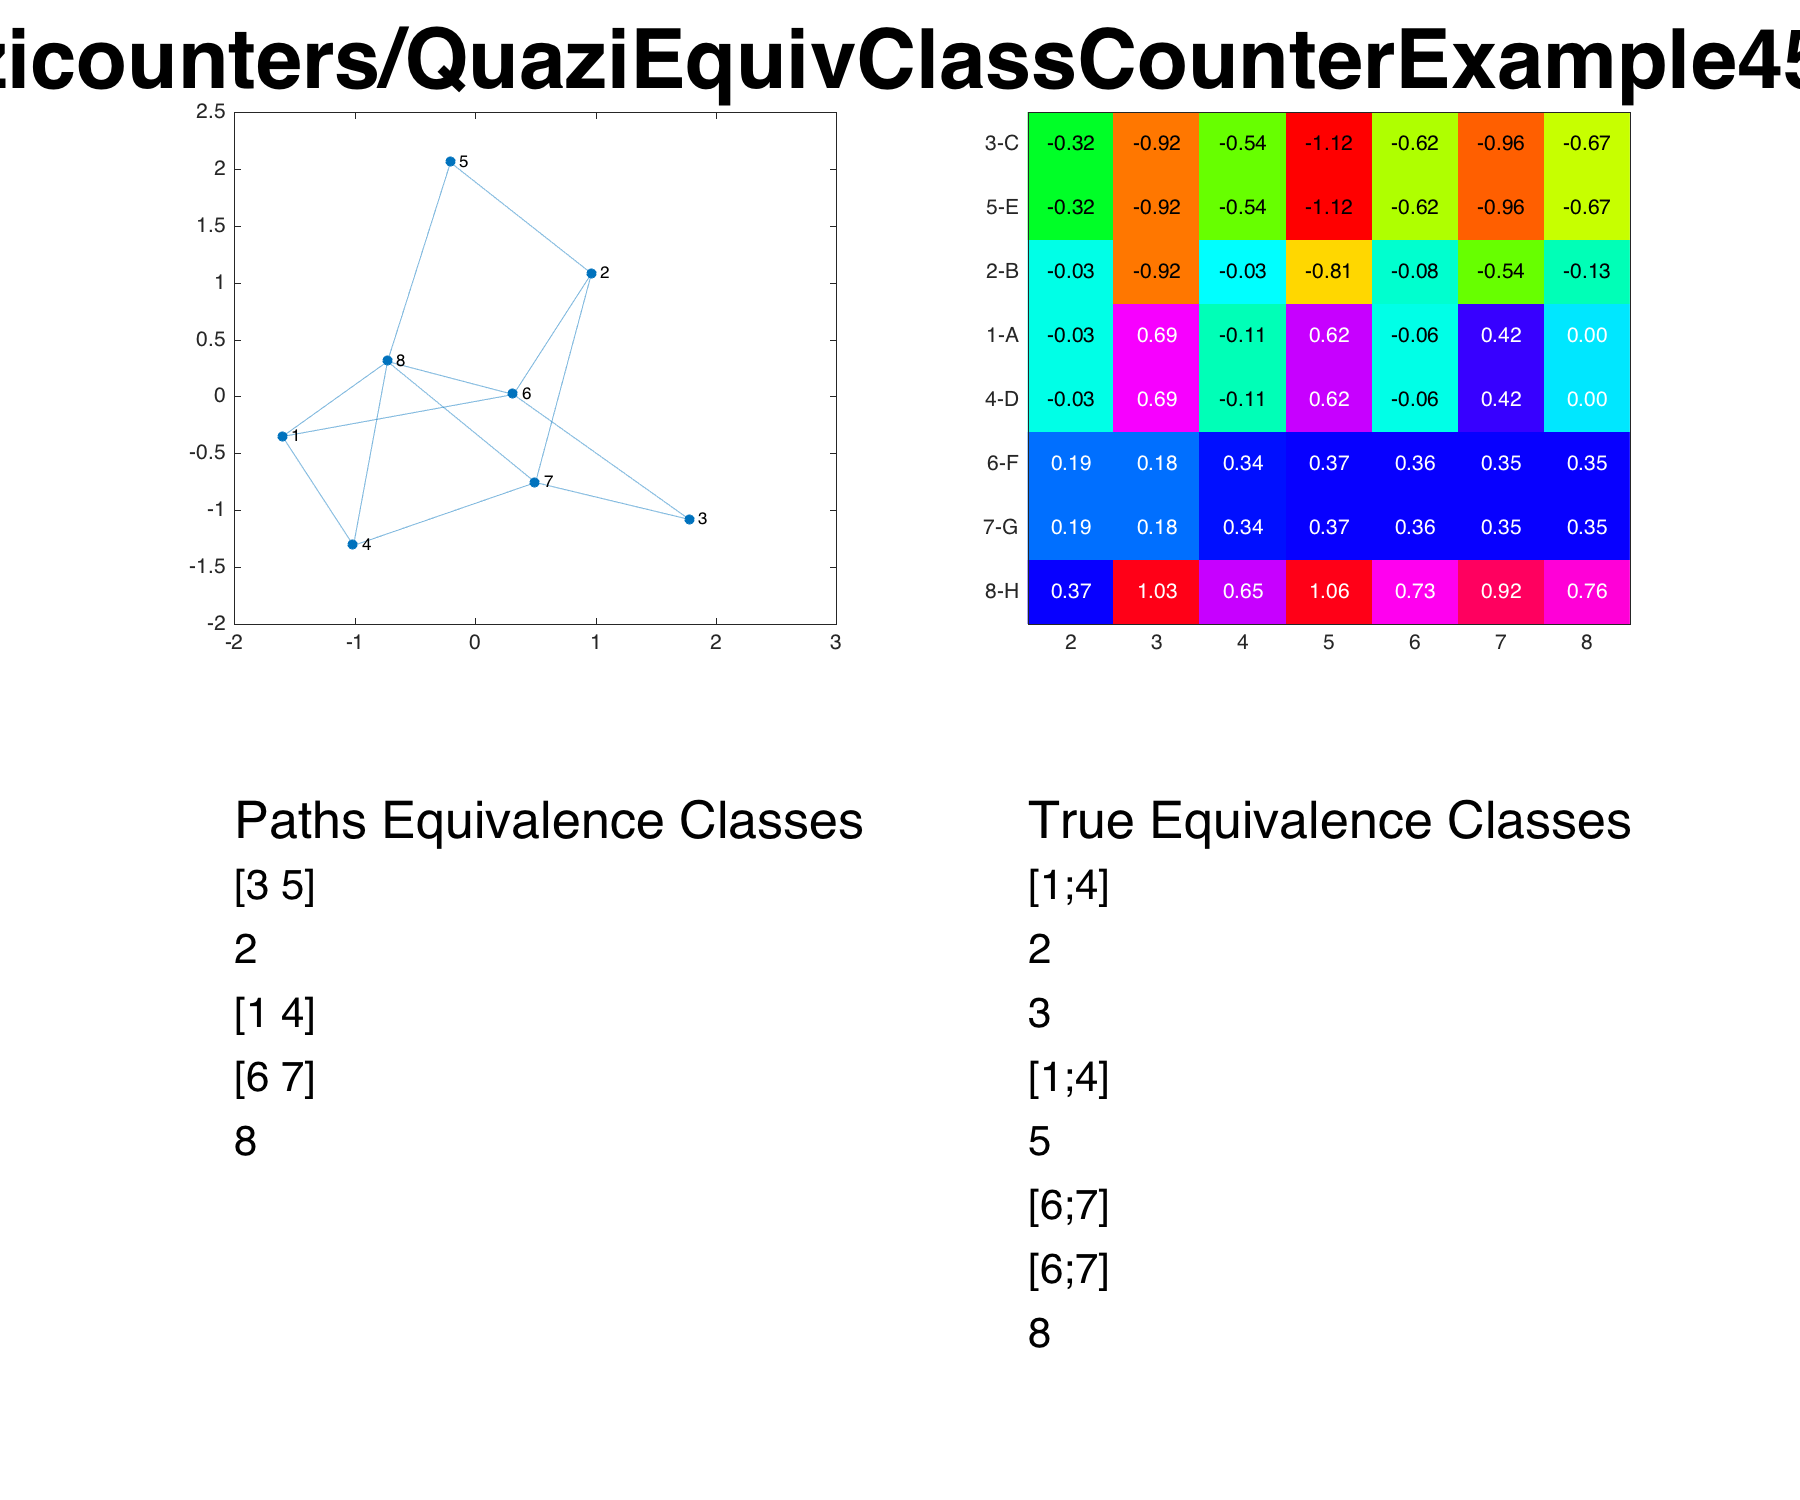 zicounters/QuaziEquivClassCounterExample45
2.5
2
1.5
1
0.5
0
-0.5
-1
-1.5
-2
-2 -1 0 1 2 3
5
2
8
6
1
7
3
4
3-C -0.32 -0.92 -0.54 -1.12 -0.62 -0.96 -0.67
5-E -0.32 -0.92 -0.54 -1.12 -0.62 -0.96 -0.67
2-B -0.03 -0.92 -0.03 -0.81 -0.08 -0.54 -0.13
1-A -0.03 0.69 -0.11 0.62 -0.06 0.42 0.00
4-D -0.03 0.69 -0.11 0.62 -0.06 0.42 0.00
6-F 0.19 0.18 0.34 0.37 0.36 0.35 0.35
7-G 0.19 0.18 0.34 0.37 0.36 0.35 0.35
8-H 0.37 1.03 0.65 1.06 0.73 0.92 0.76
2 3 4 5 6 7 8
Paths Equivalence Classes
[3 5]
2
[1 4]
[6 7]
8
True Equivalence Classes
[1;4]
2
3
[1;4]
5
[6;7]
[6;7]
8